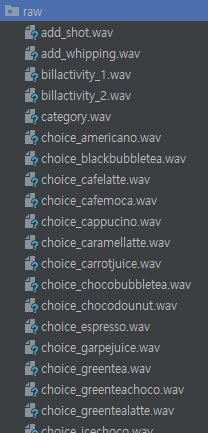 raw
add_shot.wav
add_whipping.wav
billactivity_1.wav
billactivity_2.wav
category.wav
choice_americano.wav
choice_blackbubbletea.wav
choice_cafelatte.wav
choice_cafemoca.wav
choice_cappucino.wav
choice_caramellatte.wav
choice_carrotjuice.wav
choice_chocobubbletea.wav
choice_chocodounut.wav
choice_espresso.wav
choice_garpejuice.wav
choice_greentea.wav
choice_greenteachoco.wav
choice_greentealatte.wav
choice_icechoco.wav